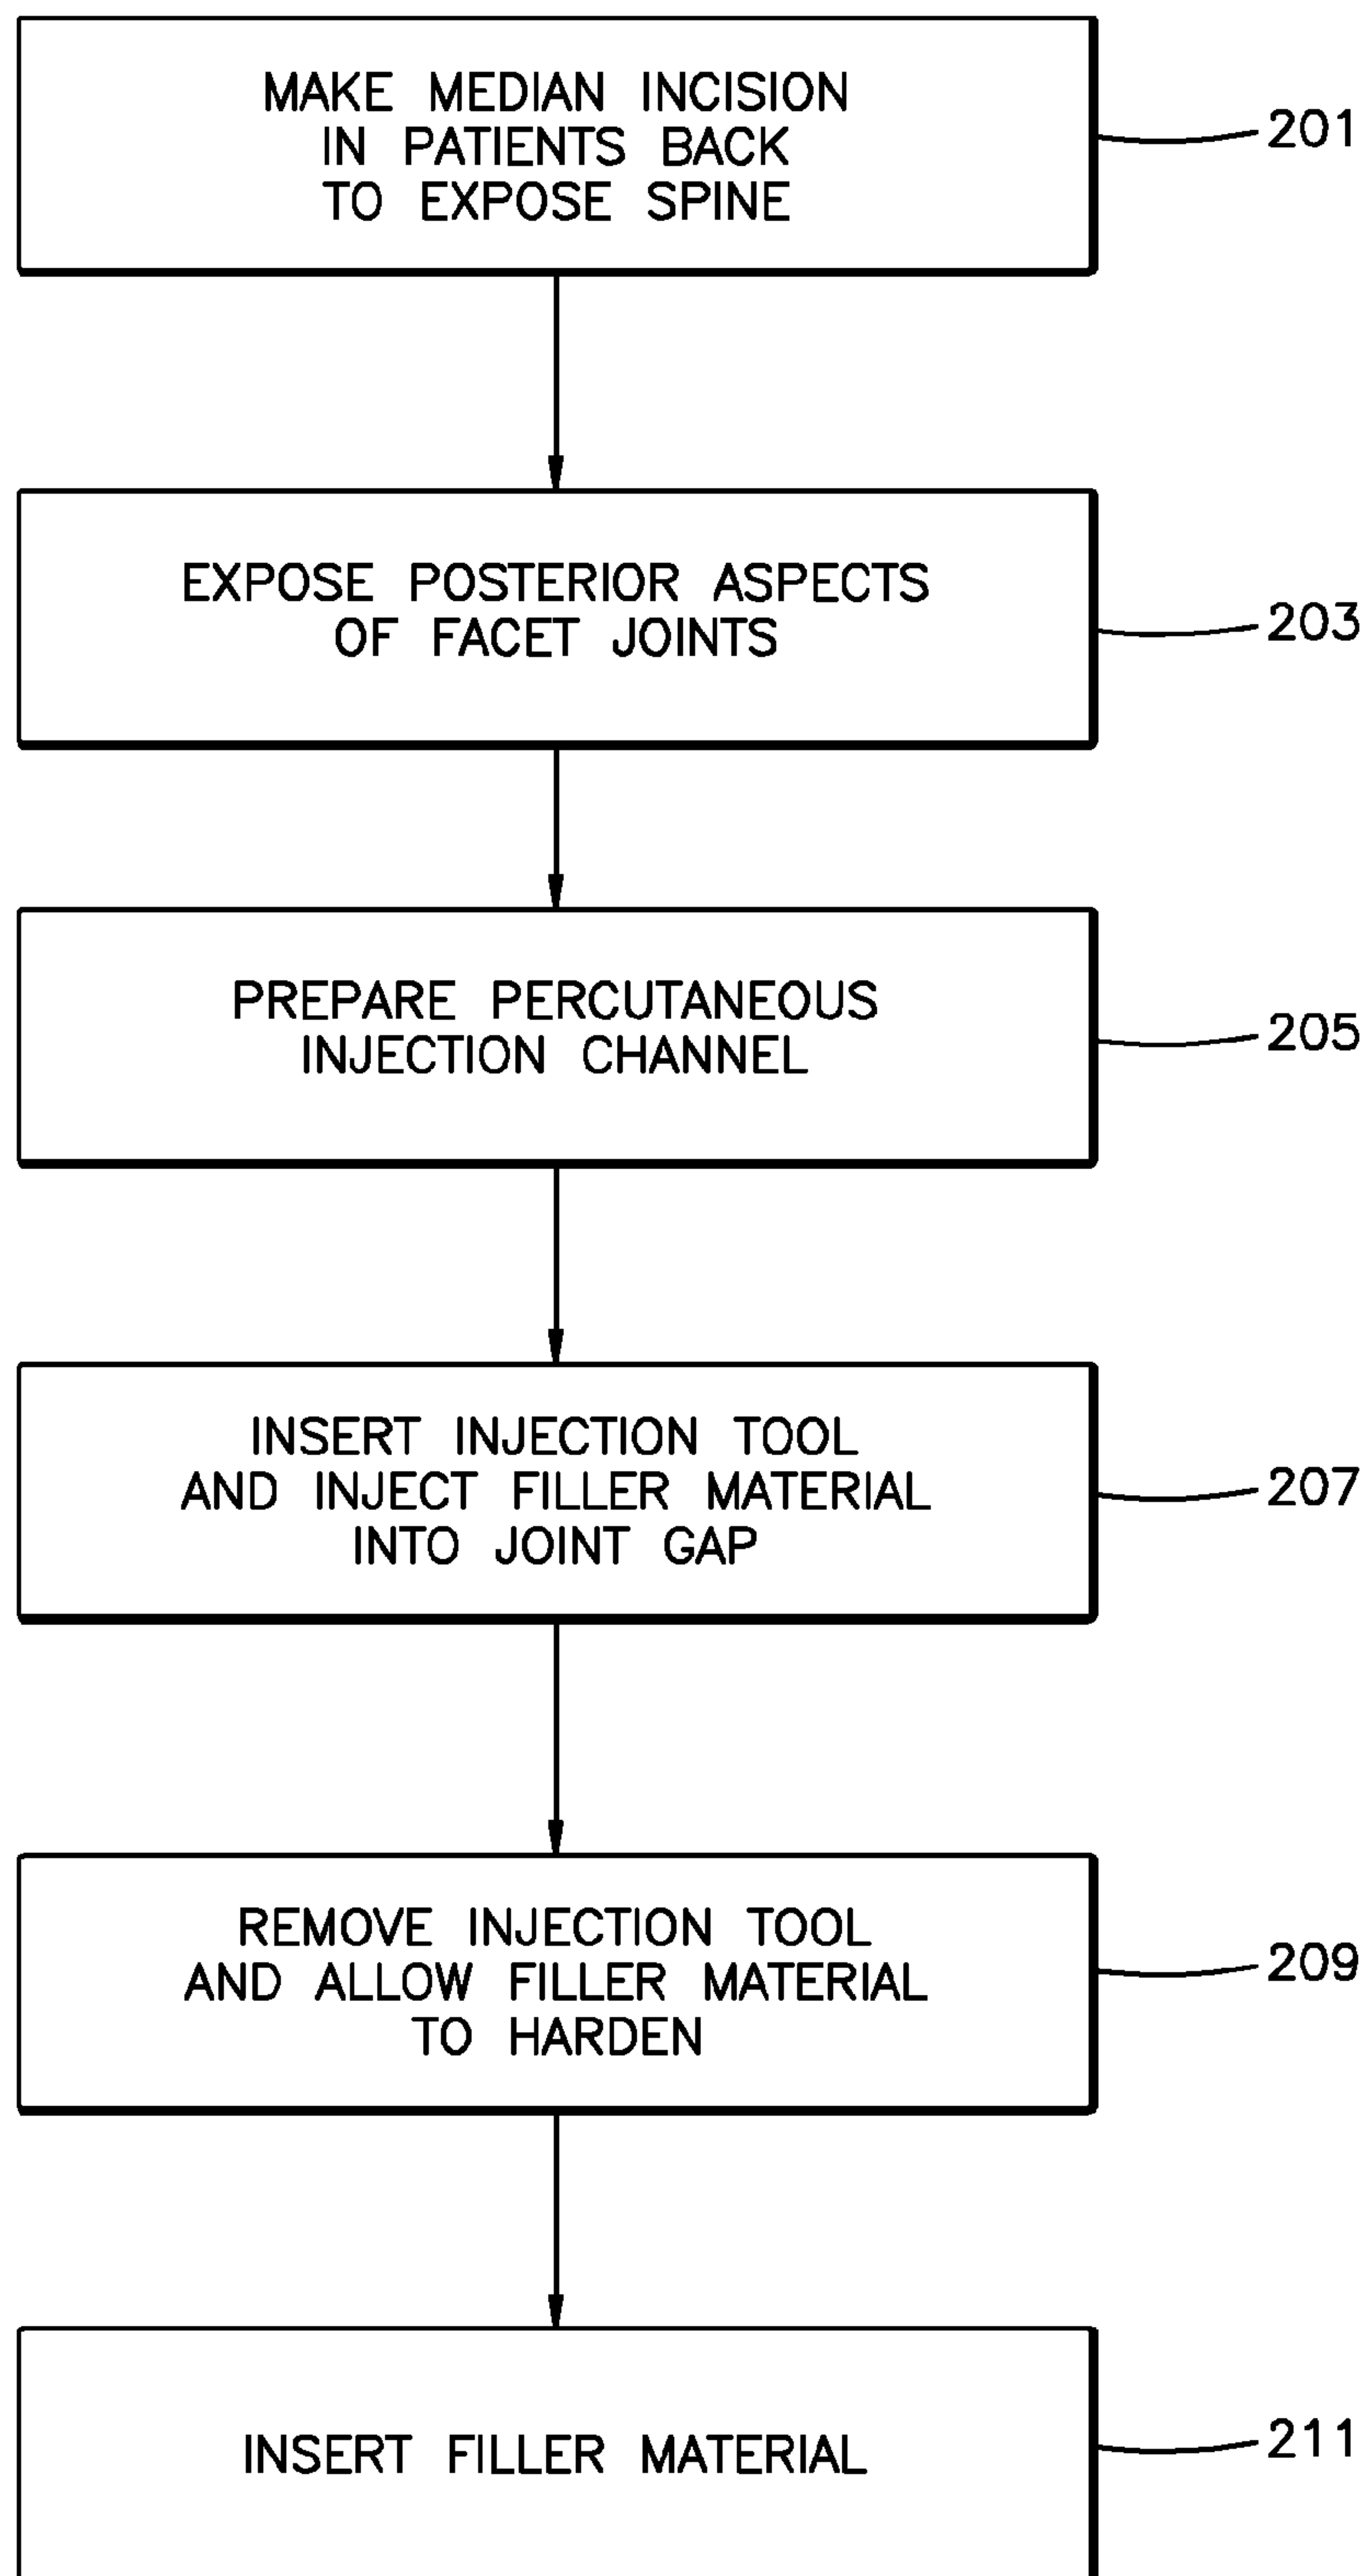 MAKE MEDIAN INCISION
IN PATIENTS BACK
TO EXPOSE SPINE
201
EXPOSE POSTERIOR ASPECTS
OF FACET JOINTS
203
PREPARE PERCUTANEOUS
INJECTION CHANNEL
205
INSERT INJECTION TOOL
AND INJECT FILLER MATERIAL
INTO JOINT GAP
207
REMOVE INJECTION TOOL
AND ALLOW FILLER MATERIAL
TO HARDEN
209
INSERT FILLER MATERIAL
211